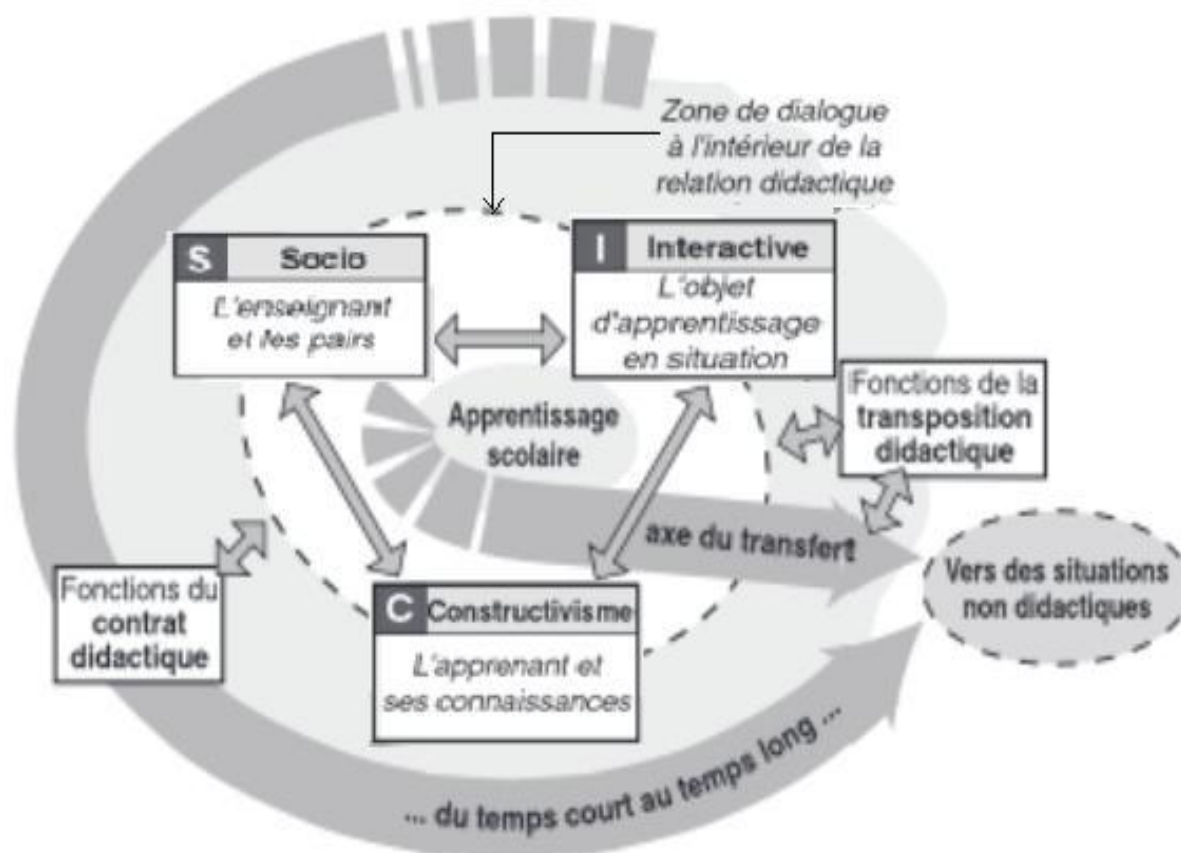 Zone de dialogue
à l'intérieur de la
relation didactique
S Socio
L'enseignant
et les pairs
I Interactive
L'objet
d'apprentissage
en situation
Fonctions de la
transposition
didactique
Apprentissage
scolaire
axe du transfert
Vers des situations
non didactiques
Fonctions du
contrat
didactique
C Constructivisme
L'apprenant et
ses connaissances
... du temps court au temps long ...